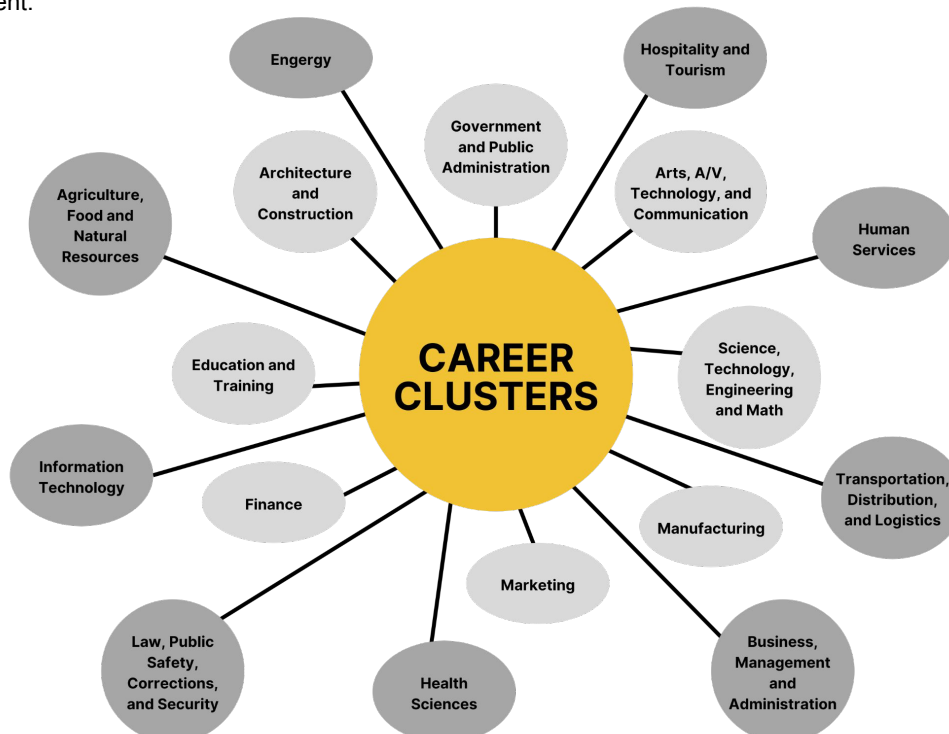 ent.
Engergy
Hospitality and
Tourism
Government
and Public
Administration
Architecture
and
Construction
Arts, A/V,
Technology, and
Communication
Agriculture,
Food and
Natural
Resources
Human
Services
CAREER
CLUSTERS
Education and
Training
Science,
Technology,
Engineering
and Math
Information
Technology
Finance
Transportation,
Distribution,
and Logistics
Manufacturing
Marketing
Law, Public
Safety,
Corrections,
and Security
Health
Sciences
Business,
Management
and
Administration